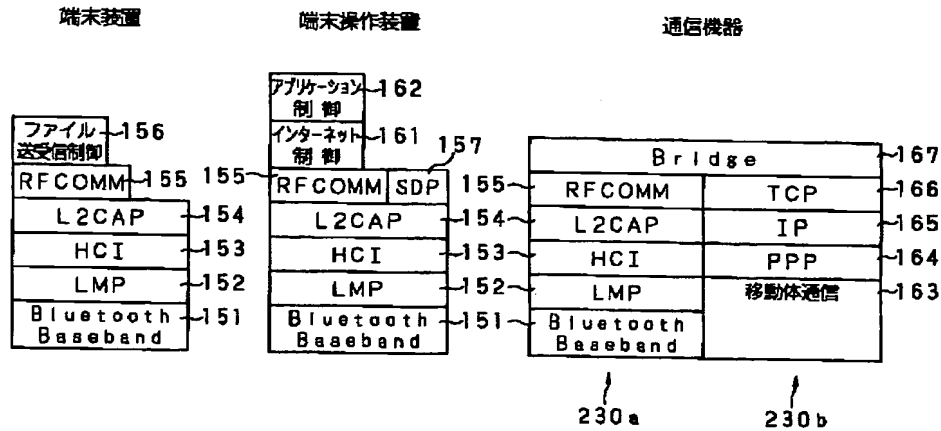 端末装置
端末操作装置
通信機器
ファイル
送受信制御
156
RFCOMM
155
L2CAP
154
HCI
153
LMP
152
Bluetooth
Baseband
151
アプリケーション
制御
162
インターネット
制御
161
157
155
RFCOMM
SDP
L2CAP
154
HCI
153
LMP
152
Bluetooth
Baseband
151
Bridge
167
155
RFCOMM
TCP
166
L2CAP
IP
165
HCI
PPP
164
LMP
移動体通信
163
Bluetooth
Baseband
230a
230b